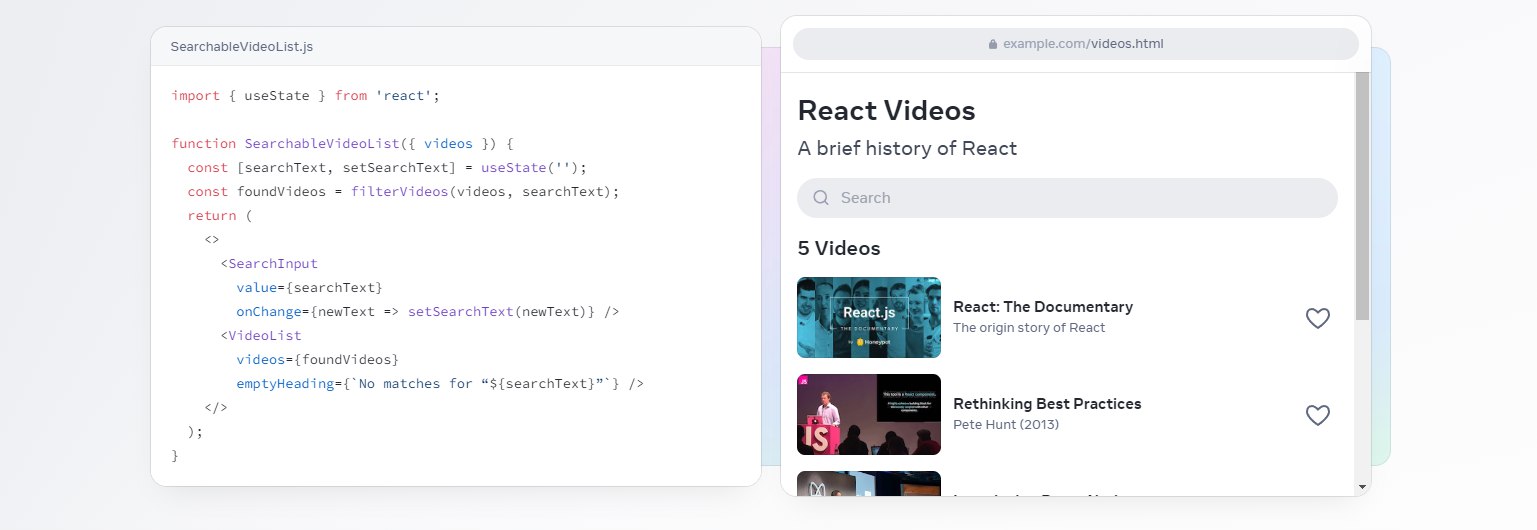 SearchableVideoList.js
import { useState } from 'react';
function SearchableVideoList({ videos }) {
const [searchText, setSearchText] = useState('');
const foundVideos = filterVideos(videos, searchText);
return (
<>
<SearchInput
value={searchText}
onChange={newText => setSearchText(newText)} />
<VideoList
videos={foundVideos}
emptyHeading={`No matches for “${searchText}”`} />
</>
);
}
example.com/videos.html
React Videos
A brief history of React
Search
5 Videos
React.js
THE DOCUMENTARY
by Honeypot
React: The Documentary
The origin story of React
JS
IS
Rethinking Best Practices
Pete Hunt (2013)